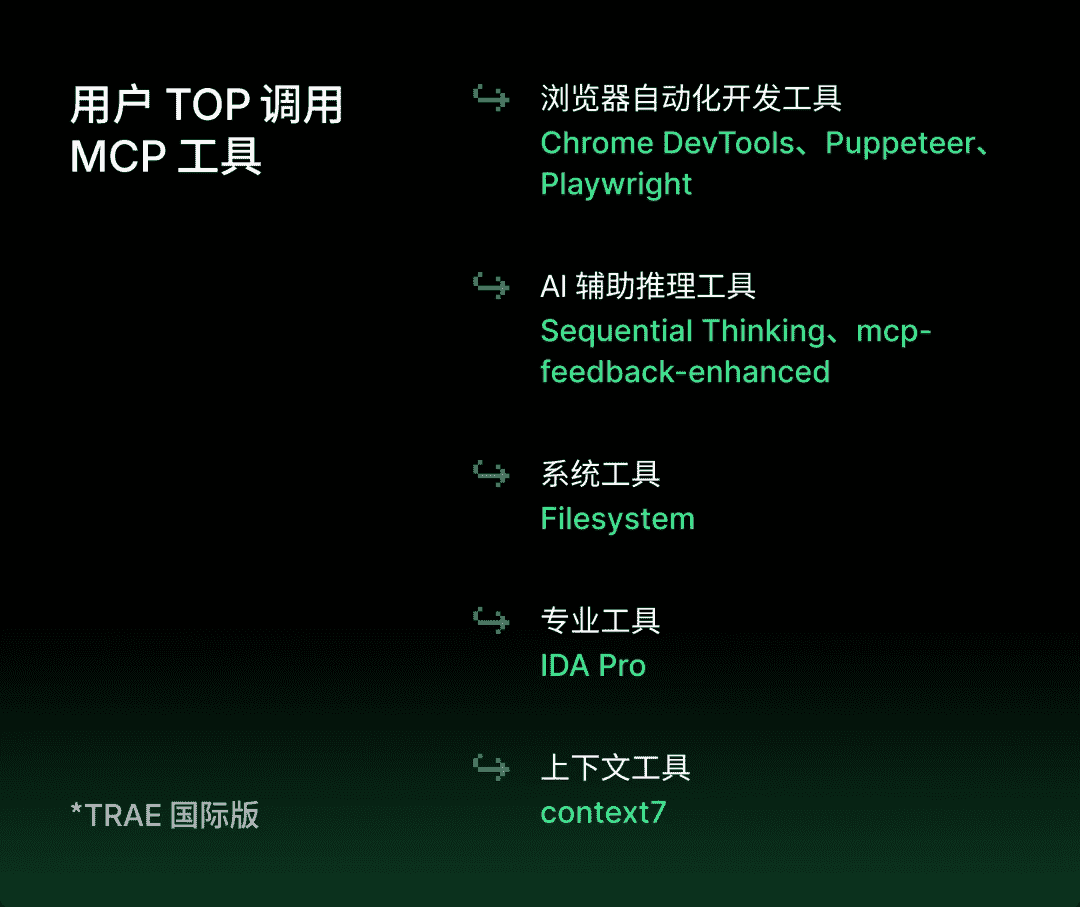 用户 TOP 调用
MCP 工具
浏览器自动化开发工具
Chrome DevTools、Puppeteer、
Playwright
AI 辅助推理工具
Sequential Thinking、mcp-
feedback-enhanced
系统工具
Filesystem
专业工具
IDA Pro
上下文工具
context7
*TRAE 国际版